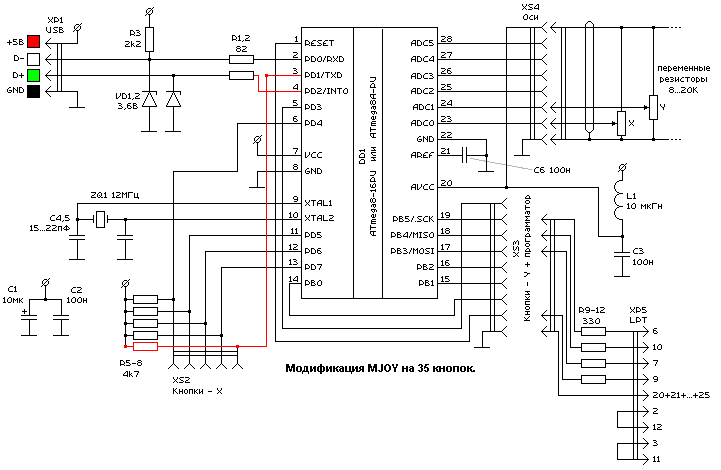 XP1
USB
+5В
D-
D+
GND
R3
2k2
R1,2
82
VD1,2
3,6В
XS4
Оси
1 RESET
2 PD0/RXD
3 PD1/TXD
4 PD2/INTO
5 PD3
6 PD4
7 VCC
8 GND
9 XTAL1
10 XTAL2
11 PD5
12 PD6
13 PD7
14 PB0
DD1
ATmega8-16PU или ATmega8A-PU
ADC5 28
ADC4 27
ADC3 26
ADC2 25
ADC1 24
ADC0 23
GND 22
AREF 21
AVCC 20
PB5/.SCK 19
PB4/MISO 18
PB3/MOSI 17
PB2 16
PB1 15
переменные
резисторы
8...20К
X
Y
C6 100н
L1
10 мкГн
C3
100н
ZQ1 12МГц
C4,5
15...22пФ
C1
10мк
+
C2
100н
R5-8
4k7
XS2
Кнопки - X
XS3
Кнопки - Y + программатор
R9-12
330
XP5
LPT
6
10
7
9
20+21+...+25
2
12
3
11
Модификация MJOY на 35 кнопок.